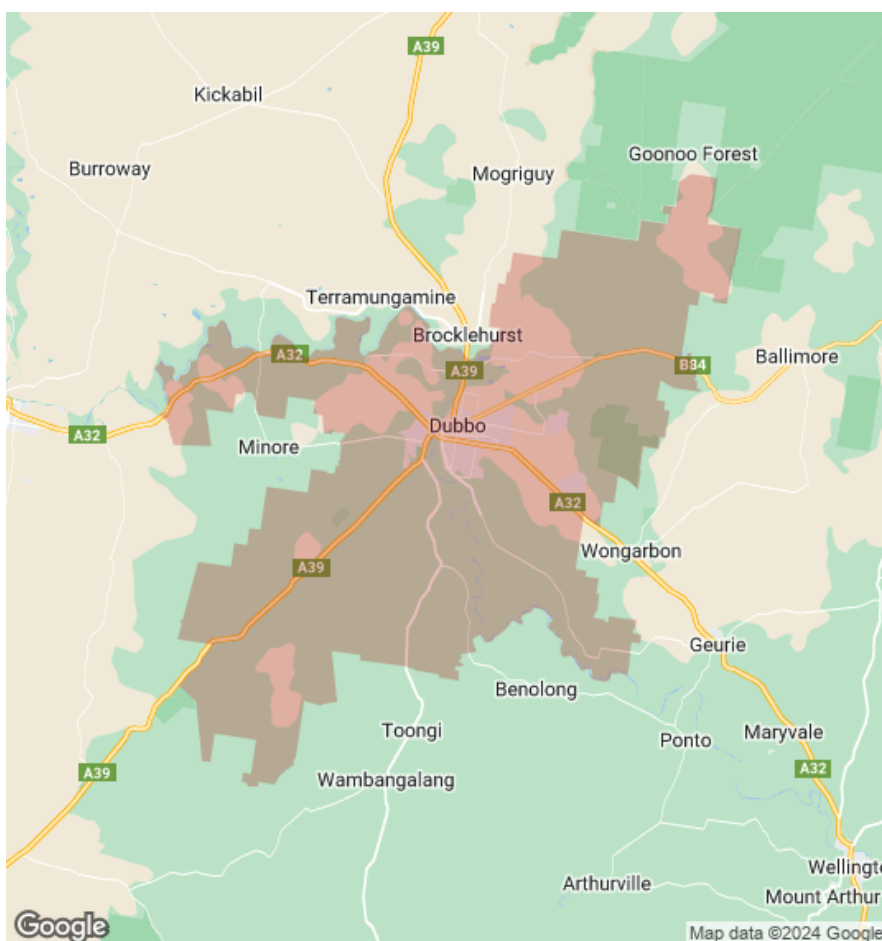 A39
Kickabil
Goonoo Forest
Burroway
Mogriguy
Terramungamine
Brocklehurst
A32
Ballimore
B84
A39
Dubbo
A32
Minore
A32
Wongarbon
A39
Geurie
Benolong
Toongi
Ponto
Maryvale
A39
Wambangalang
A32
Wellingto
Arthurville
Mount Arthur
Google
Map data ©2024 Google